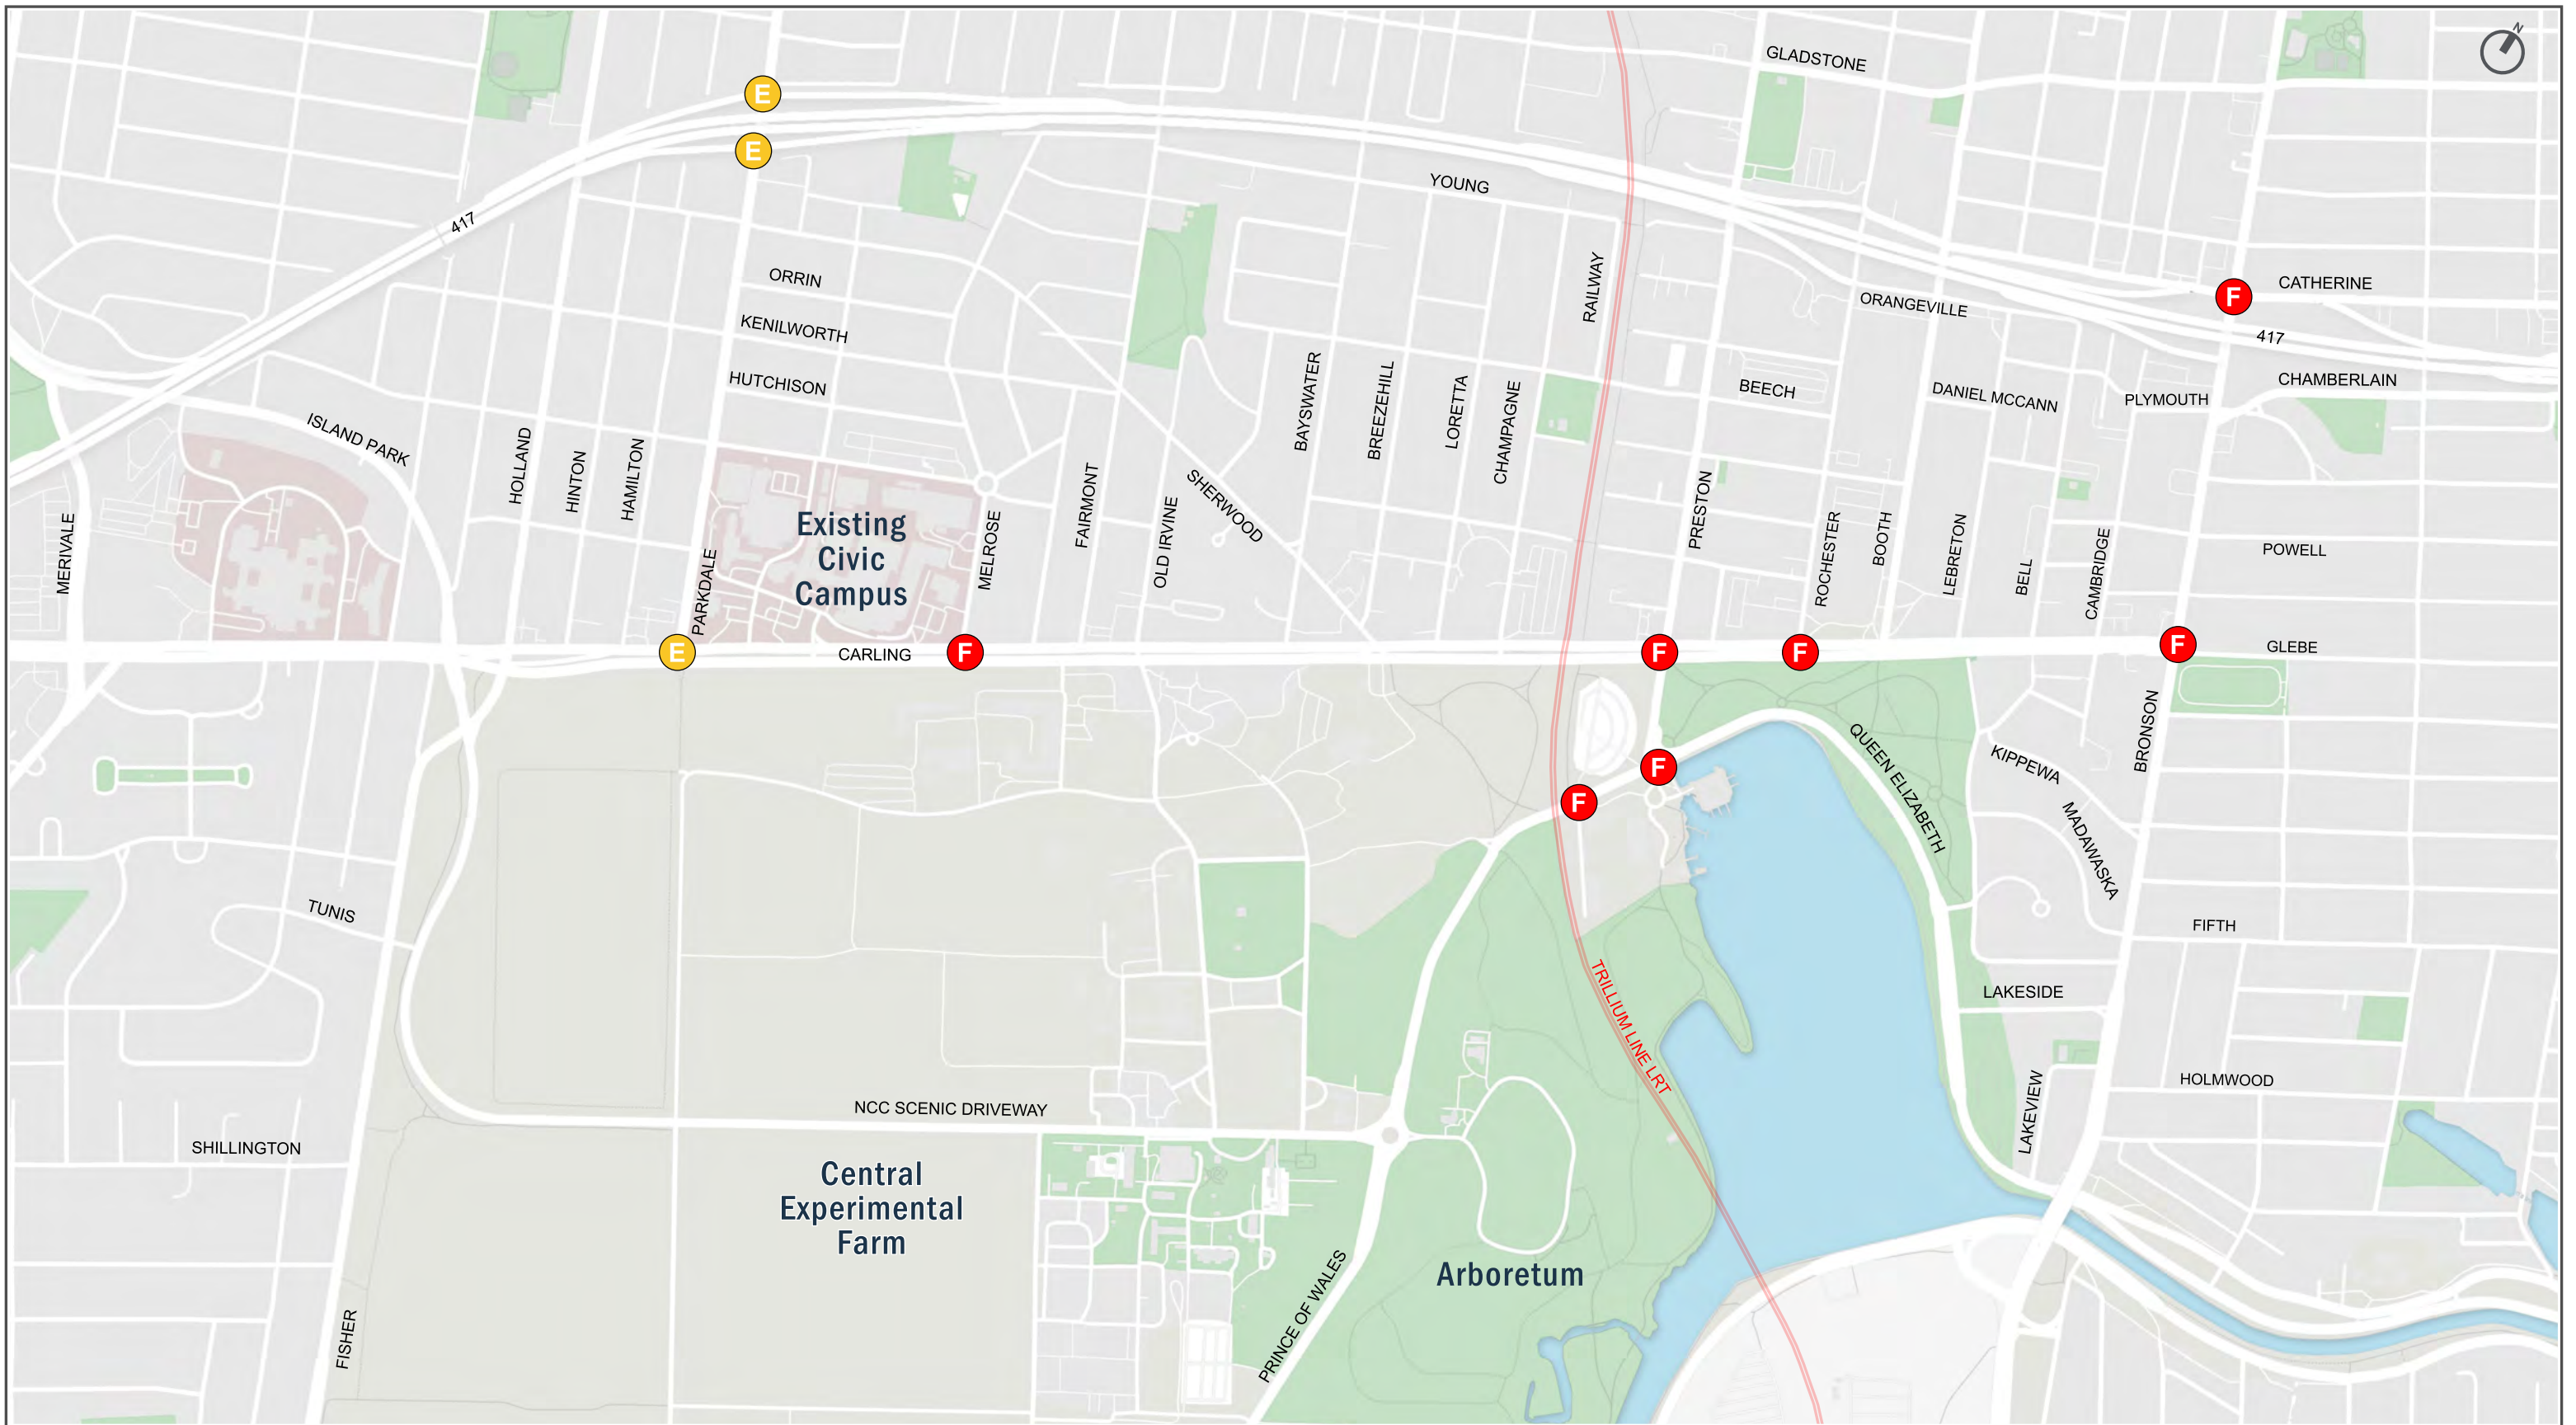 N
GLADSTONE
E
E
YOUNG
417
ORRIN
RAILWAY
CATHERINE
F
ORANGEVILLE
KENILWORTH
417
HUTCHISON
BEECH
DANIEL MCCANN
PLYMOUTH
CHAMBERLAIN
ISLAND PARK
HOLLAND
HINTON
HAMILTON
BAYSWATER
BREEZEHILL
LORETTA
CHAMPAGNE
MERIVALE
PARKDALE
Existing
Civic
Campus
MELROSE
FAIRMONT
OLD IRVINE
SHERWOOD
PRESTON
ROCHESTER
BOOTH
LEBRETON
BELL
CAMBRIDGE
POWELL
E
CARLING
F
F
F
F
GLEBE
BRONSON
QUEEN ELIZABETH
KIPPEWA
F
F
MADAWASKA
TUNIS
FIFTH
TRILLIUM LINE LRT
LAKESIDE
HOLMWOOD
LAKEVIEW
NCC SCENIC DRIVEWAY
SHILLINGTON
Central
Experimental
Farm
Arboretum
PRINCE OF WALES
FISHER